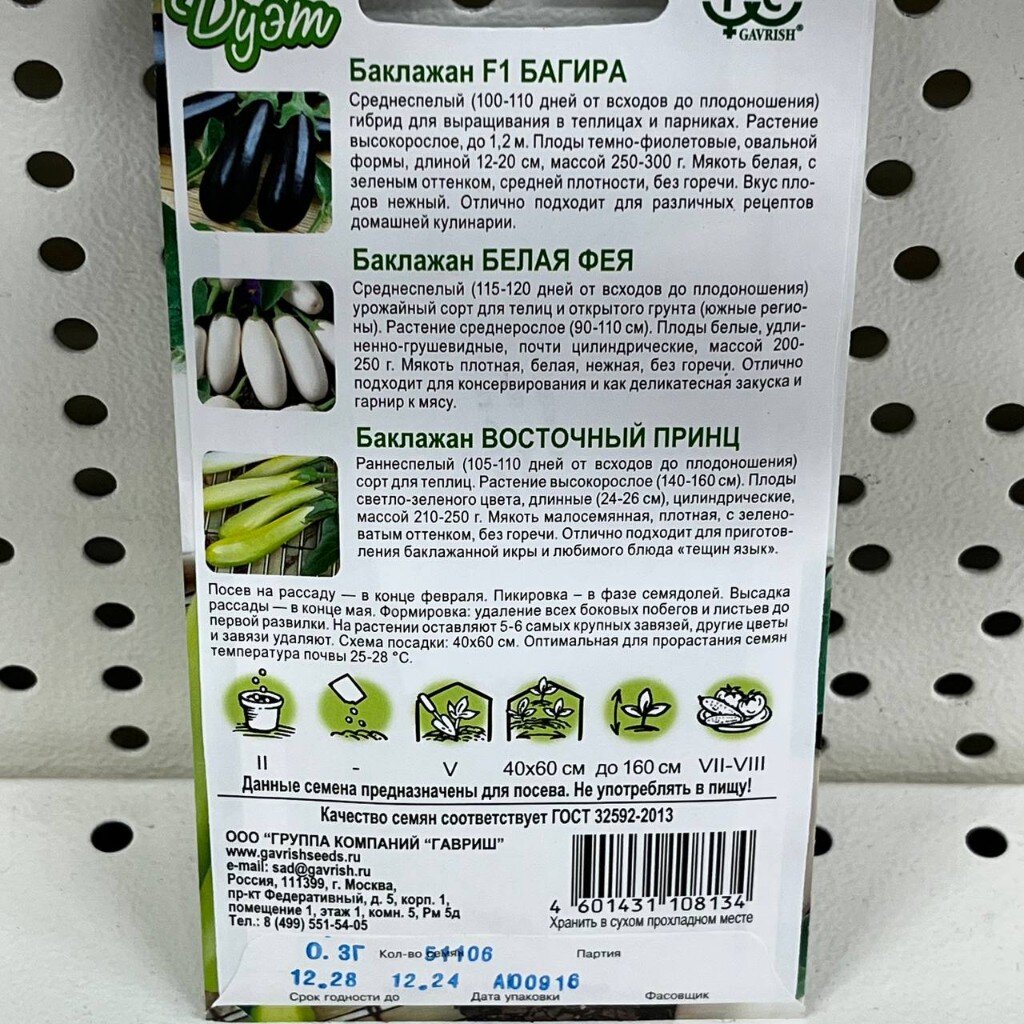 Дуэт
GAVRISH®
Баклажан F1 БАГИРА
Среднеспелый (100-110 дней от всходов до плодоношения)
гибрид для выращивания в теплицах и парниках. Растение
высокорослое, до 1,2 м. Плоды темно-фиолетовые, овальной
формы, длиной 12-20 см, массой 250-300 г. Мякоть белая, с
зеленым оттенком, средней плотности, без горечи. Вкус пло-
дов нежный. Отлично подходит для различных рецептов
домашней кулинарии.
Баклажан БЕЛАЯ ФЕЯ
Среднеспелый (115-120 дней от всходов до плодоношения)
урожайный сорт для телиц и открытого грунта (южные регио-
ны). Растение среднерослое (90-110 см). Плоды белые, удли-
ненно-грушевидные, почти цилиндрические, массой 200-
250 г. Мякоть плотная, белая, нежная, без горечи. Отлично
подходит для консервирования и как деликатесная закуска и
гарнир к мясу.
Баклажан ВОСТОЧНЫЙ ПРИНЦ
Раннеспелый (105-110 дней от всходов до плодоношения)
сорт для теплиц. Растение высокорослое (140-160 см). Плоды
светло-зеленого цвета, длинные (24-26 см), цилиндрические,
массой 210-250 г. Мякоть малосемянная, плотная, с зелено-
ватым оттенком, без горечи. Отлично подходит для приготов-
ления баклажанной икры и любимого блюда «тещин язык».
Посев на рассаду — в конце февраля. Пикировка – в фазе семядолей. Высадка
рассады — в конце мая. Формировка: удаление всех боковых побегов и листьев до
первой развилки. На растении оставляют 5-6 самых крупных завязей, другие цветы
и завязи удаляют. Схема посадки: 40х60 см. Оптимальная для прорастания семян
температура почвы 25-28 °C.
II - V 40х60 см до 160 см VII-VIII
Данные семена предназначены для посева. Не употреблять в пищу!
Качество семян соответствует ГОСТ 32592-2013
ООО "ГРУППА КОМПАНИЙ "ГАВРИШ"
www.gavrishseeds.ru
e-mail: sad@gavrish.ru
Россия, 111399, г. Москва,
пр-кт Федеративный, д. 5, корп. 1,
помещение 1, этаж 1, комн. 5, Рм 5д
Тел.: 8 (499) 551-54-05
4 601431 108134
Хранить в сухом прохладном месте
0.3Г Кол-во семян 51106 Партия
12.28 12.24 АЮ0916
Срок годности до Дата упаковки Фасовщик